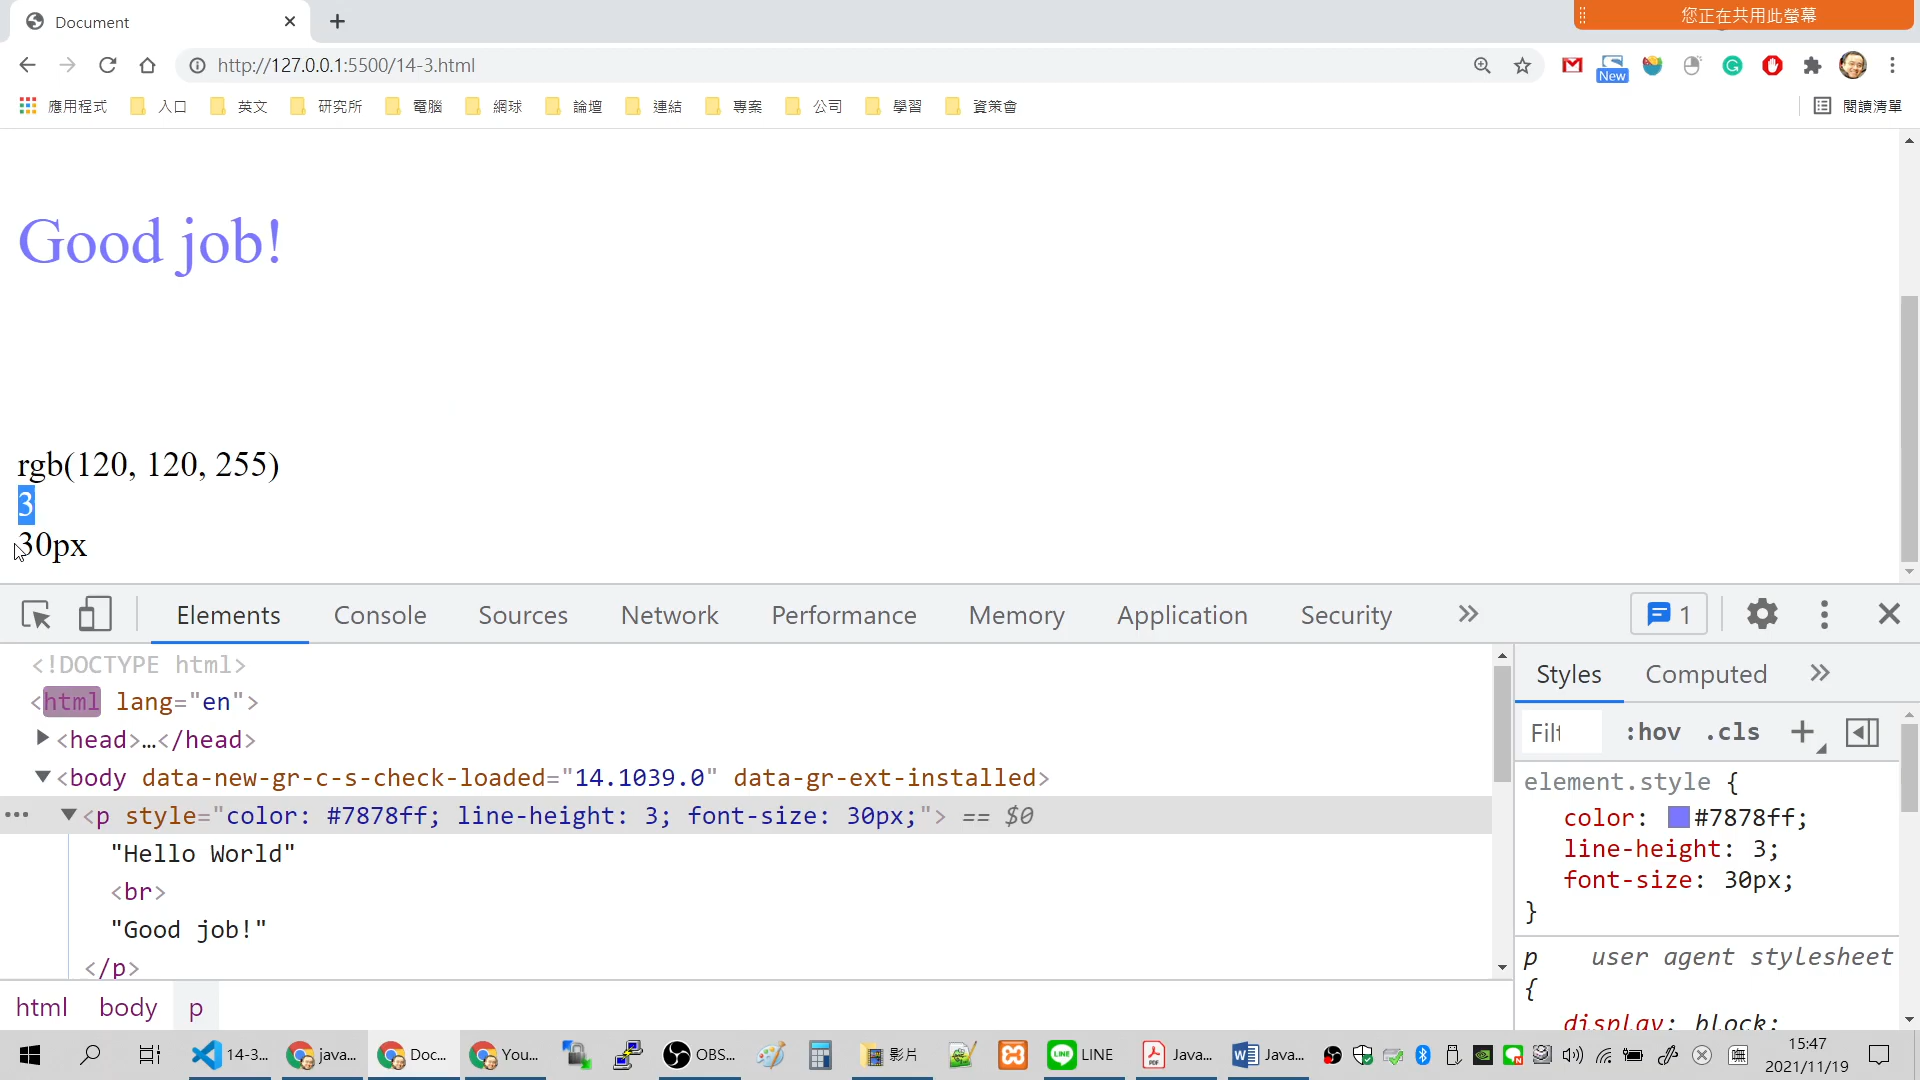 Document
您正在共用此螢幕
http://127.0.0.1:5500/14-3.html
New
應用程式 入口 英文 研究所 電腦 網球 論壇 連結 專案 公司 學習 資策會 閱讀清單
Good job!
rgb(120, 120, 255)
3
30px
Elements Console Sources Network Performance Memory Application Security 1
<!DOCTYPE html>
<html lang="en">
<head>…</head>
<body data-new-gr-c-s-check-loaded="14.1039.0" data-gr-ext-installed>
<p style="color: #7878ff; line-height: 3; font-size: 30px;"> == $0
"Hello World"
<br>
"Good job!"
</p>
html body p
Styles Computed
Filt :hov .cls
element.style {
color: #7878ff;
line-height: 3;
font-size: 30px;
}
p user agent stylesheet
{
display: block;
14-3... java... Doc... You... OBS... 影片 LINE Java... Java... 15:47
2021/11/19